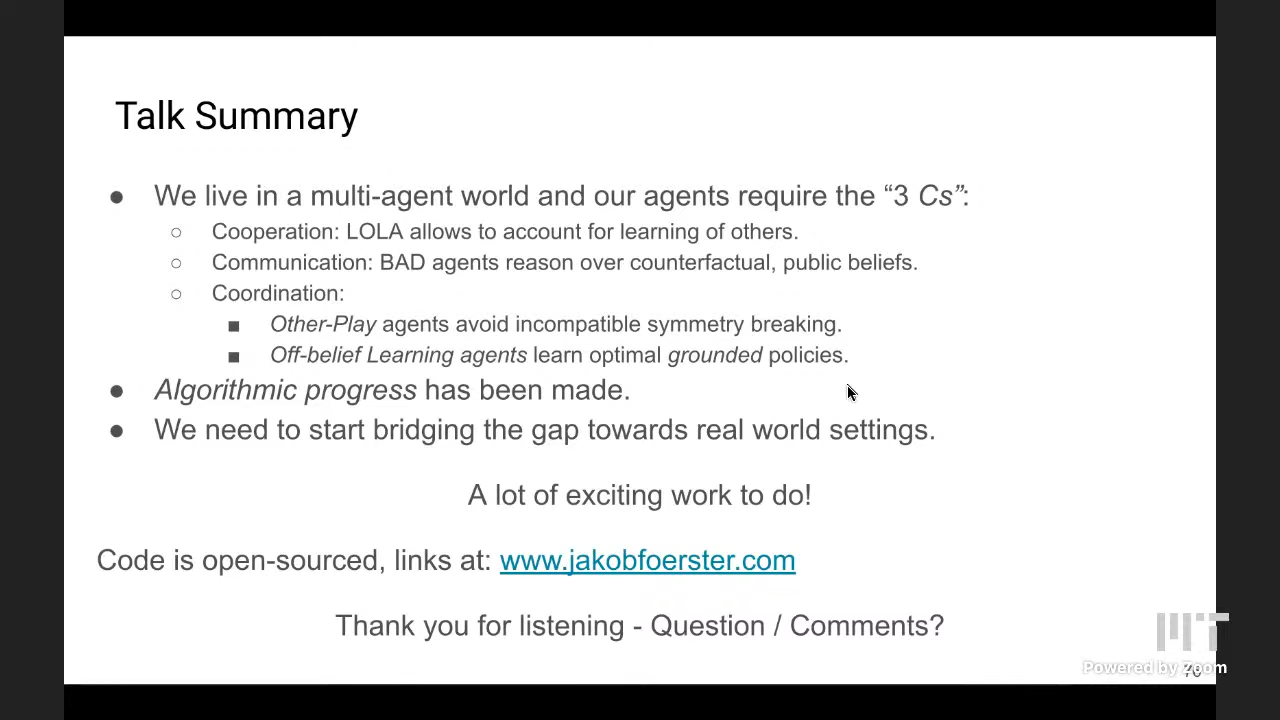 Talk Summary
● We live in a multi-agent world and our agents require the “3 Cs”:
○ Cooperation: LOLA allows to account for learning of others.
○ Communication: BAD agents reason over counterfactual, public beliefs.
○ Coordination:
■ Other-Play agents avoid incompatible symmetry breaking.
■ Off-belief Learning agents learn optimal grounded policies.
● Algorithmic progress has been made.
● We need to start bridging the gap towards real world settings.
A lot of exciting work to do!
Code is open-sourced, links at: www.jakobfoerster.com
Thank you for listening - Question / Comments?
MIT
Powered by Zoom
70